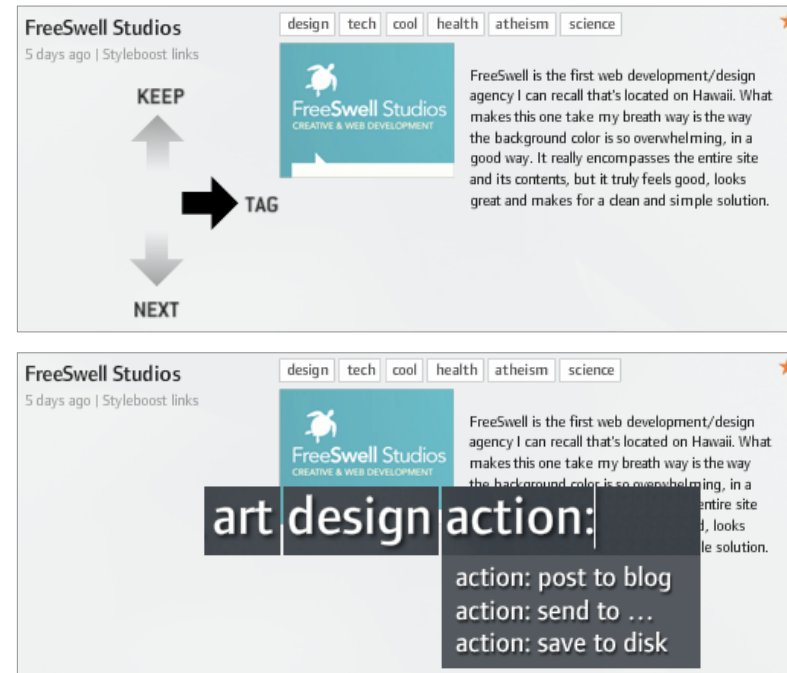 FreeSwell Studios
design tech cool health atheism science
5 days ago | Styleboost links
FreeSwell Studios
CREATIVE & WEB DEVELOPMENT
FreeSwell is the first web development/design
agency I can recall that's located on Hawaii. What
makes this one take my breath way is the way
the background color is so overwhelming, in a
good way. It really encompasses the entire site
and its contents, but it truly feels good, looks
great and makes for a clean and simple solution.
KEEP
TAG
NEXT
FreeSwell Studios
design tech cool health atheism science
5 days ago | Styleboost links
FreeSwell Studios
CREATIVE & WEB DEVELOPMENT
FreeSwell is the first web development/design
agency I can recall that's located on Hawaii. What
makes this one take my breath way is the way
the background color is so overwhelming, in a
entire site
looks
solution.
art design action:
action: post to blog
action: send to ...
action: save to disk